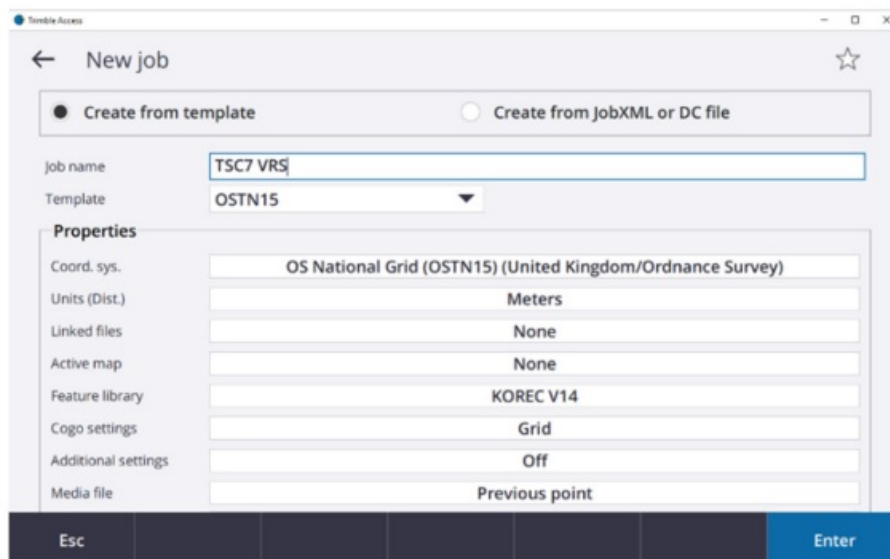 Trimble Access
New job
Create from template Create from JobXML or DC file
Job name TSC7 VRS
Template OSTN15
Properties
Coord. sys. OS National Grid (OSTN15) (United Kingdom/Ordnance Survey)
Units (Dist.) Meters
Linked files None
Active map None
Feature library KOREC V14
Cogo settings Grid
Additional settings Off
Media file Previous point
Esc Enter